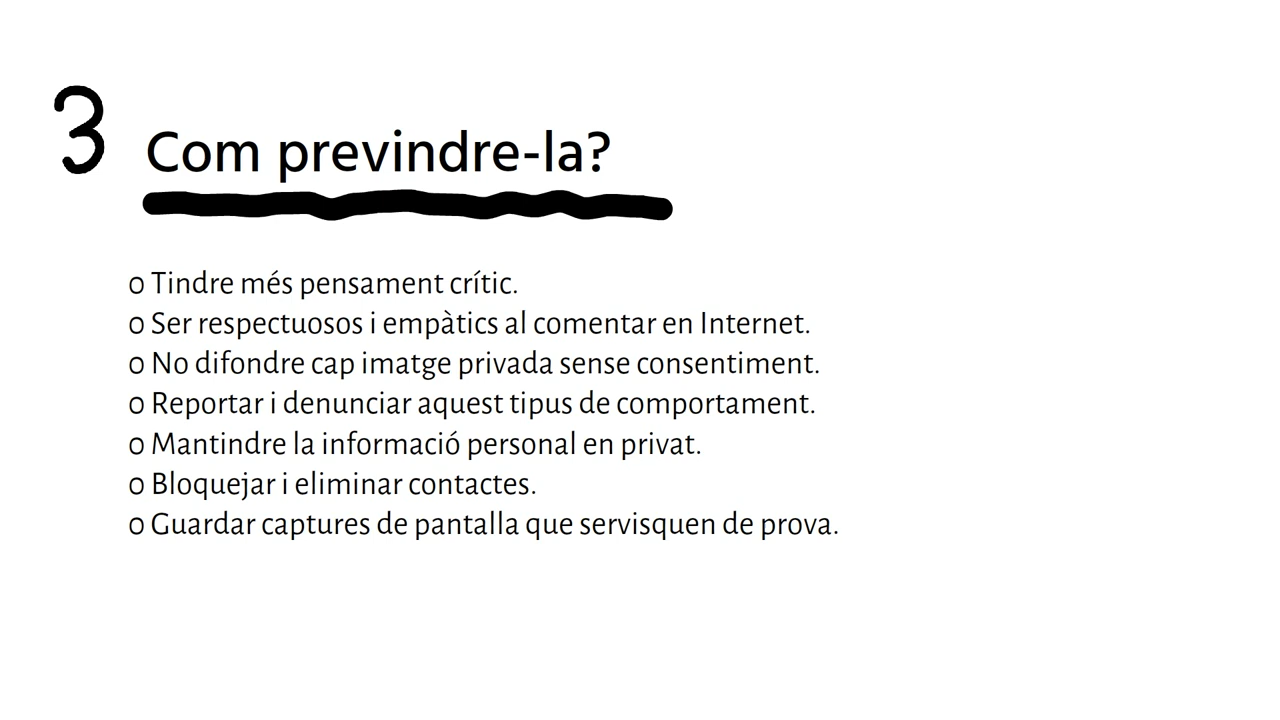 3
Com previndre-la?
o Tindre més pensament crític.
o Ser respectuosos i empàtics al comentar en Internet.
o No difondre cap imatge privada sense consentiment.
o Reportar i denunciar aquest tipus de comportament.
o Mantindre la informació personal en privat.
o Bloquejar i eliminar contactes.
o Guardar captures de pantalla que servisquen de prova.